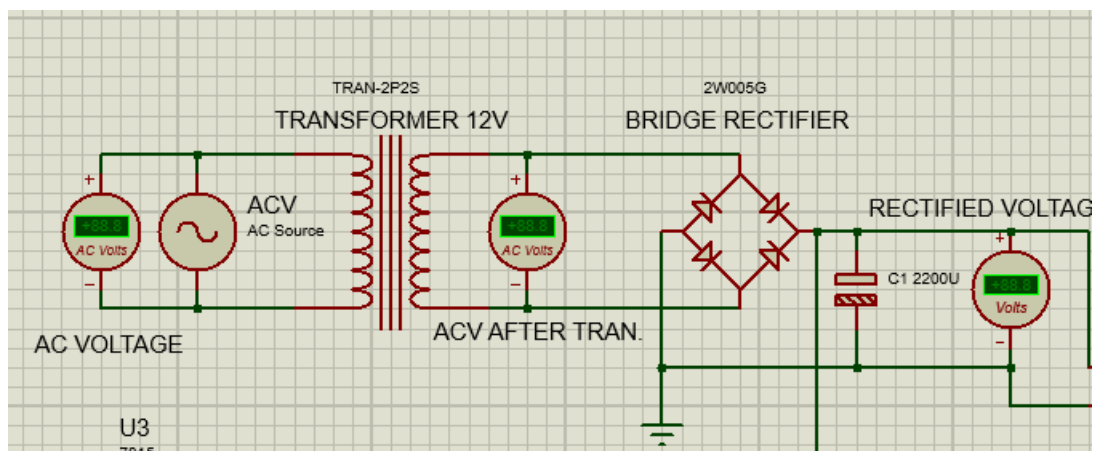 TRAN-2P2S
2W005G
TRANSFORMER 12V
BRIDGE RECTIFIER
+
+88.8
AC Volts
−
ACV
AC Source
+
+88.8
AC Volts
−
RECTIFIED VOLTAG
+
+88.8
Volts
−
C1 2200U
AC VOLTAGE
ACV AFTER TRAN.
U3
7815